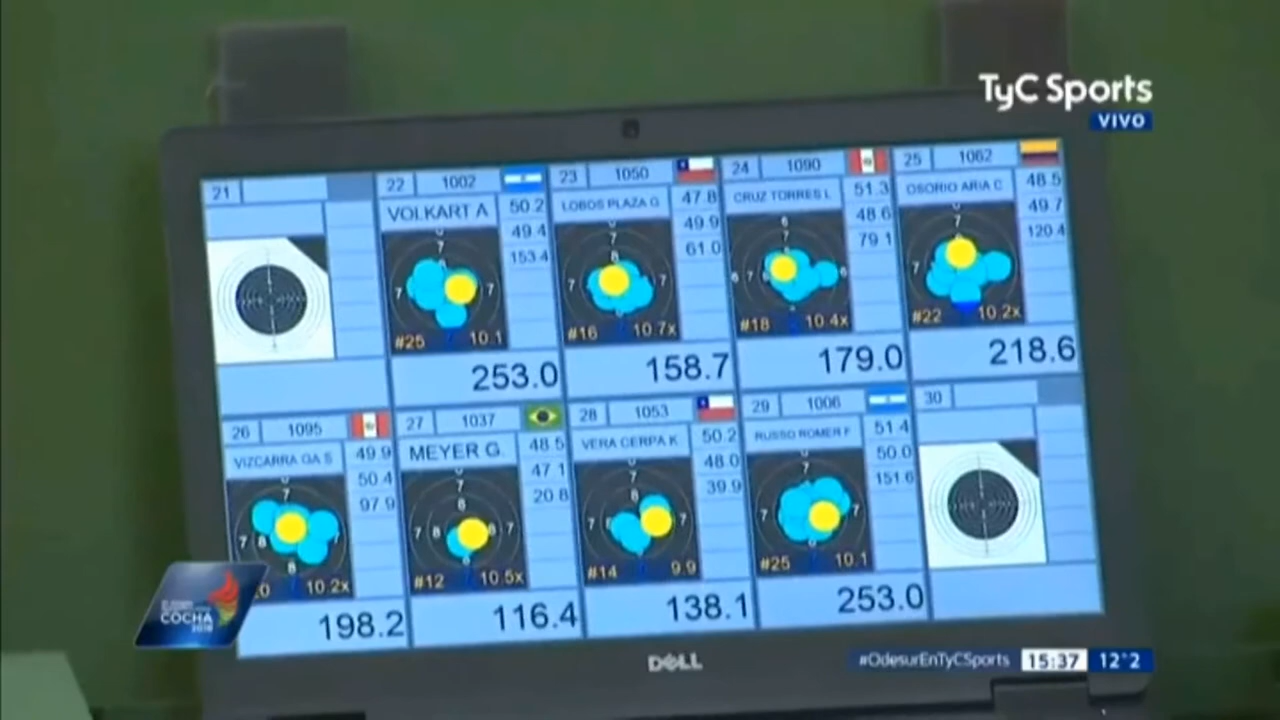 TyC Sports
VIVO
21
22 1002
VOLKART A
50.2
49.4
153.4
#25 10.1
253.0
23 1050
LOBOS PLAZA G
47.8
49.9
61.0
#16 10.7x
158.7
24 1090
CRUZ TORRES L
51.3
48.6
79.1
#18 10.4x
179.0
25 1062
OSORIO ARIA C
48.5
49.7
120.4
#22 10.2x
218.6
26 1095
VIZCARRA GA S
49.9
50.4
97.9
10.2x
198.2
27 1037
MEYER G.
48.5
47.1
20.8
#12 10.5x
116.4
28 1053
VERA CERPA K
50.2
48.0
39.9
#14 9.9
138.1
29 1006
RUSSO ROMER F
51.4
50.0
151.6
#25 10.1
253.0
30
COCHA
2018
DELL
#OdesurEnTyCSports 15:37 12°2